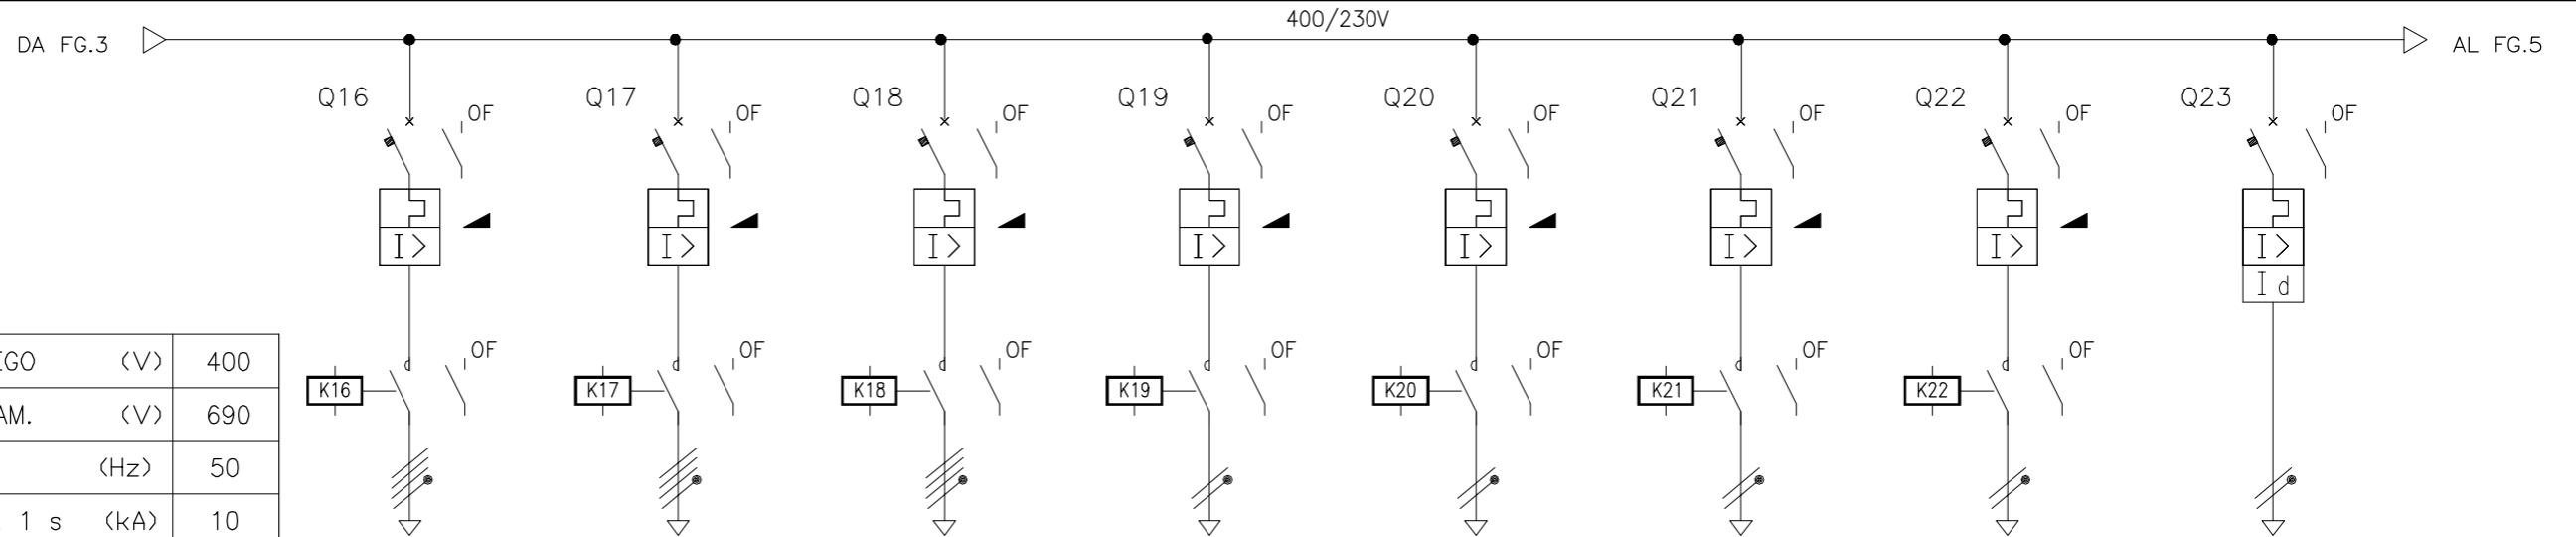 400/230V
DA FG.3 AL FG.5
Q16 Q17 Q18 Q19 Q20 Q21 Q22 Q23
OF OF OF OF OF OF OF OF
I> I> I> I> I> I> I> I>
Id
OF OF OF OF OF OF OF
(V) 400
K16 K17 K18 K19 K20 K21 K22
(V) 690
(Hz) 50
1 s (kA) 10